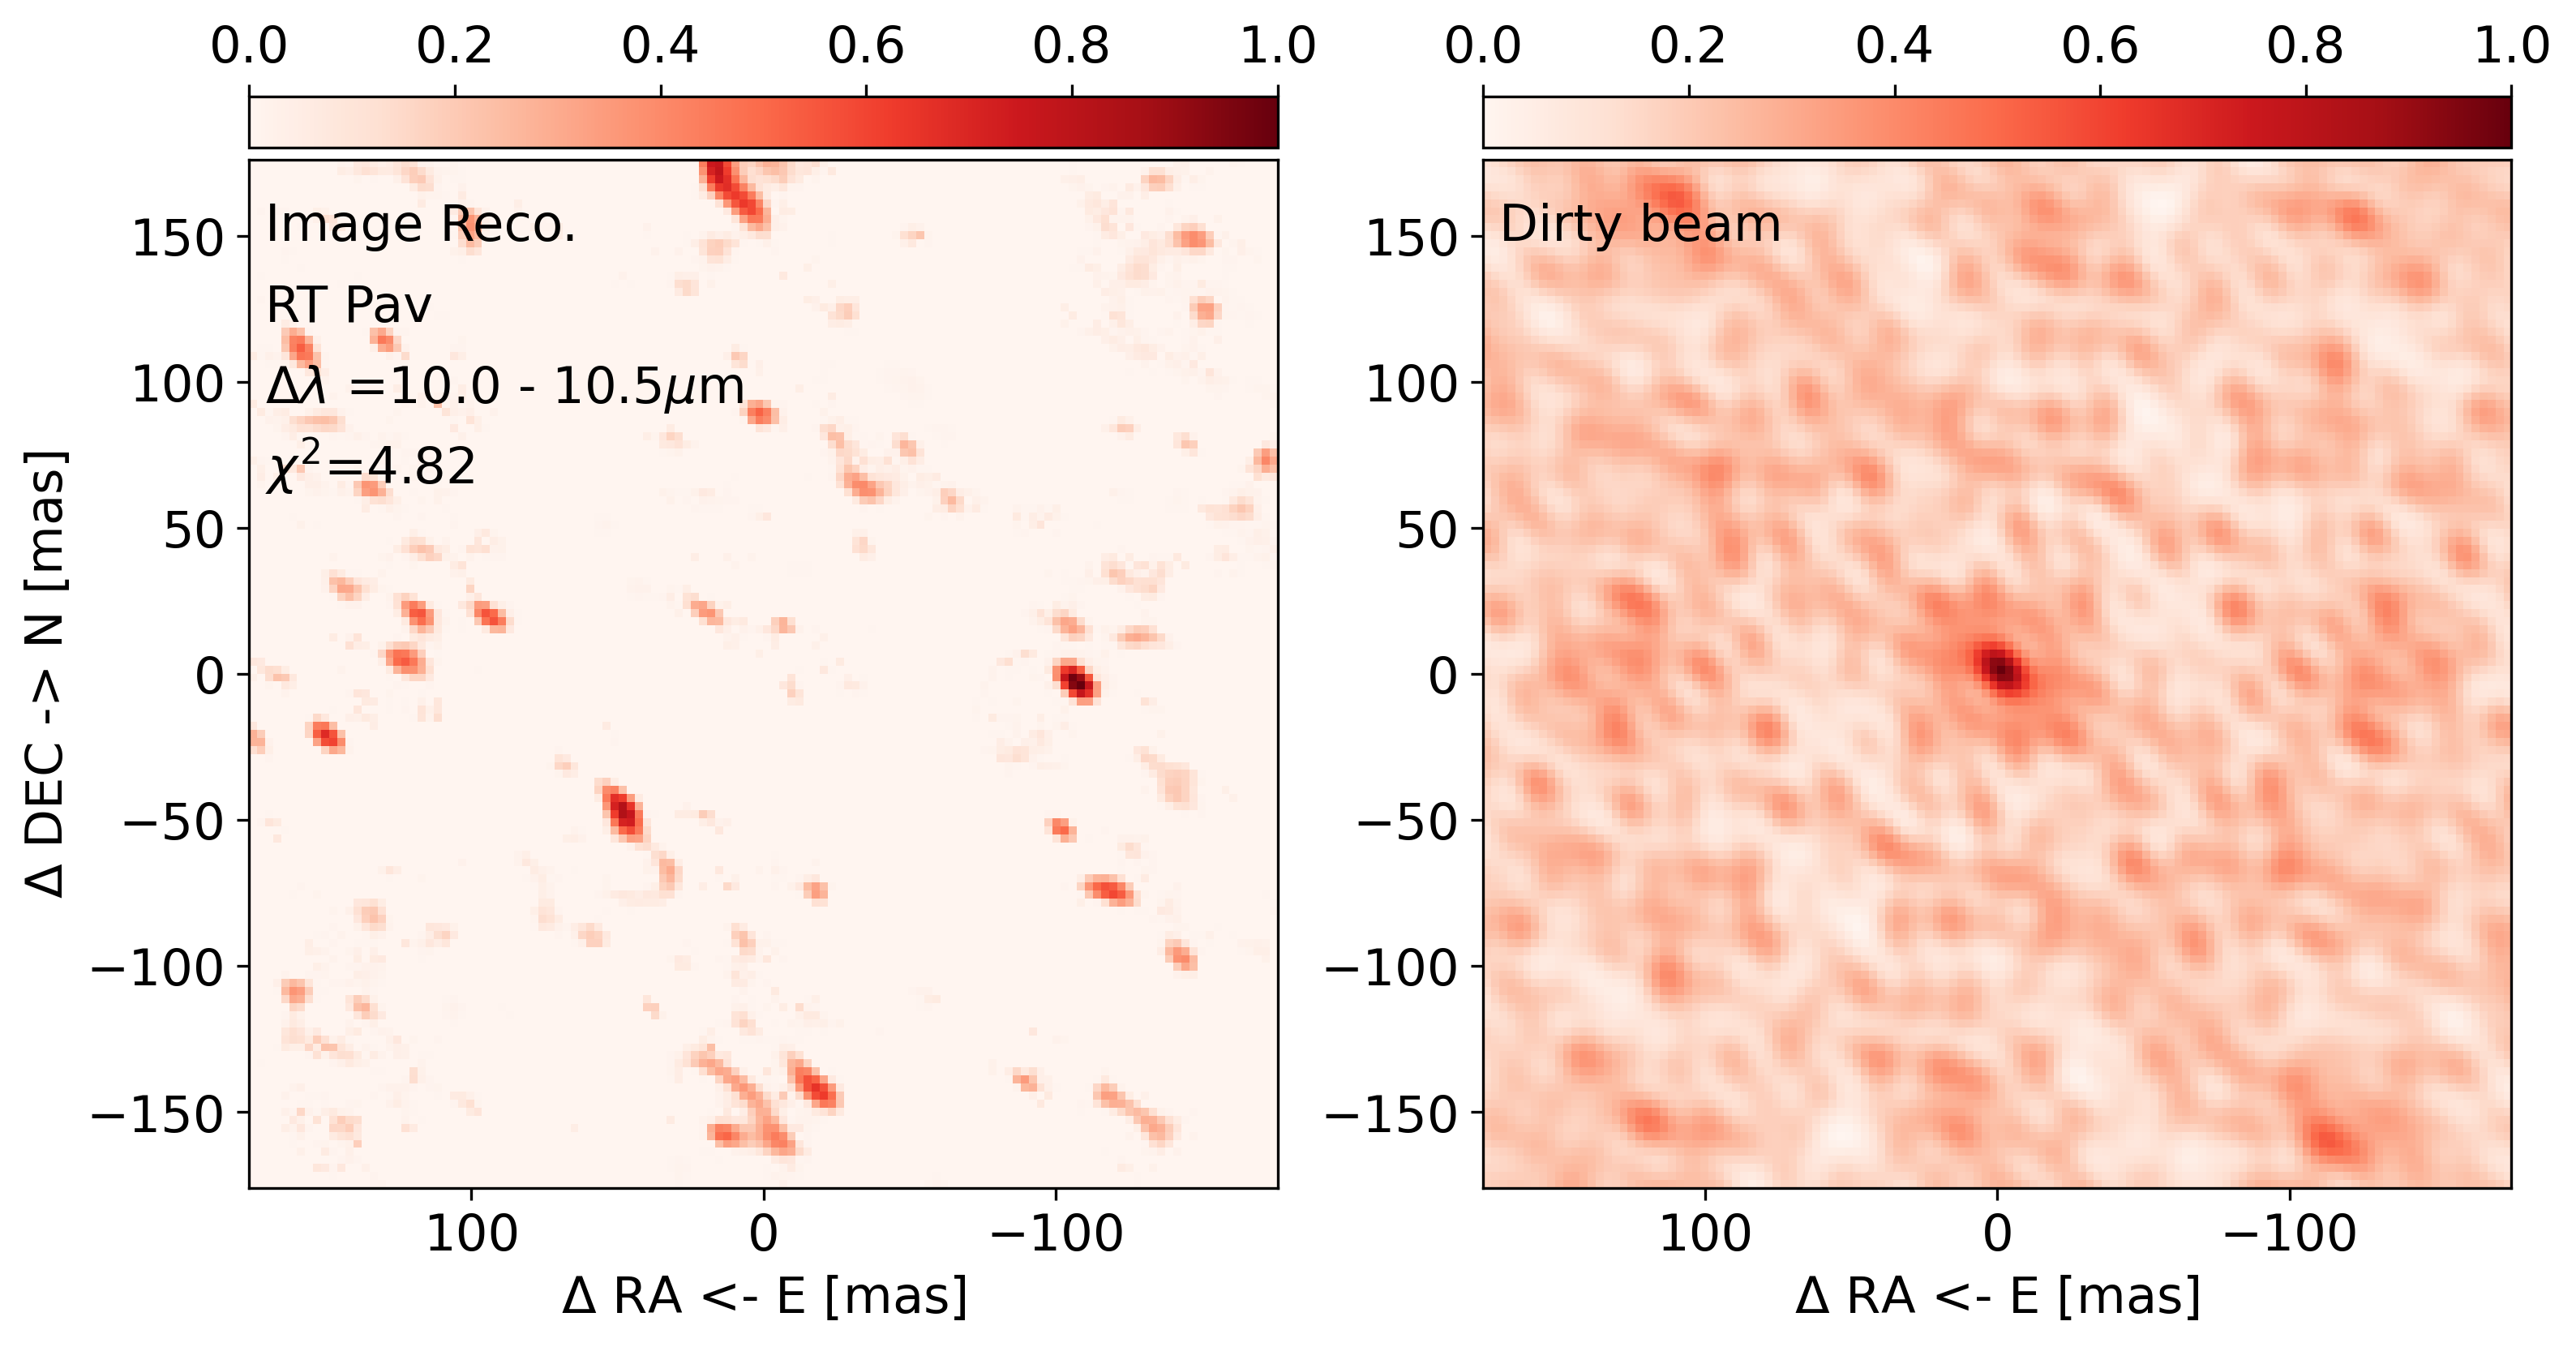 0.0 0.2 0.4 0.6 0.8 1.0
0.0 0.2 0.4 0.6 0.8 1.0
Image Reco.
RT Pav
Δλ =10.0 - 10.5μm
χ²=4.82
150
100
50
0
−50
−100
−150
Δ DEC -> N [mas]
100 0 −100
Δ RA <- E [mas]
Dirty beam
150
100
50
0
−50
−100
−150
100 0 −100
Δ RA <- E [mas]